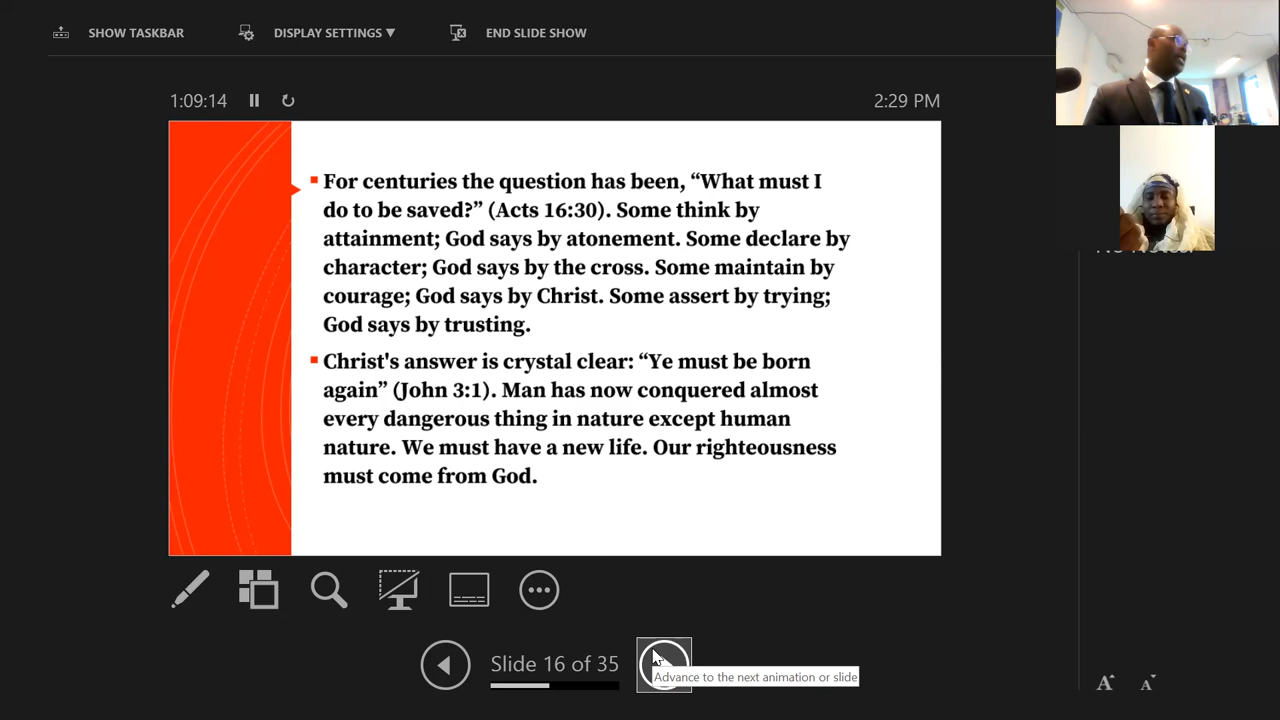 SHOW TASKBAR DISPLAY SETTINGS ▼ END SLIDE SHOW
1:09:14 2:29 PM
For centuries the question has been, “What must I
do to be saved?” (Acts 16:30). Some think by
attainment; God says by atonement. Some declare by
character; God says by the cross. Some maintain by
courage; God says by Christ. Some assert by trying;
God says by trusting.
Christ's answer is crystal clear: “Ye must be born
again” (John 3:1). Man has now conquered almost
every dangerous thing in nature except human
nature. We must have a new life. Our righteousness
must come from God.
Slide 16 of 35
Advance to the next animation or slide
A A